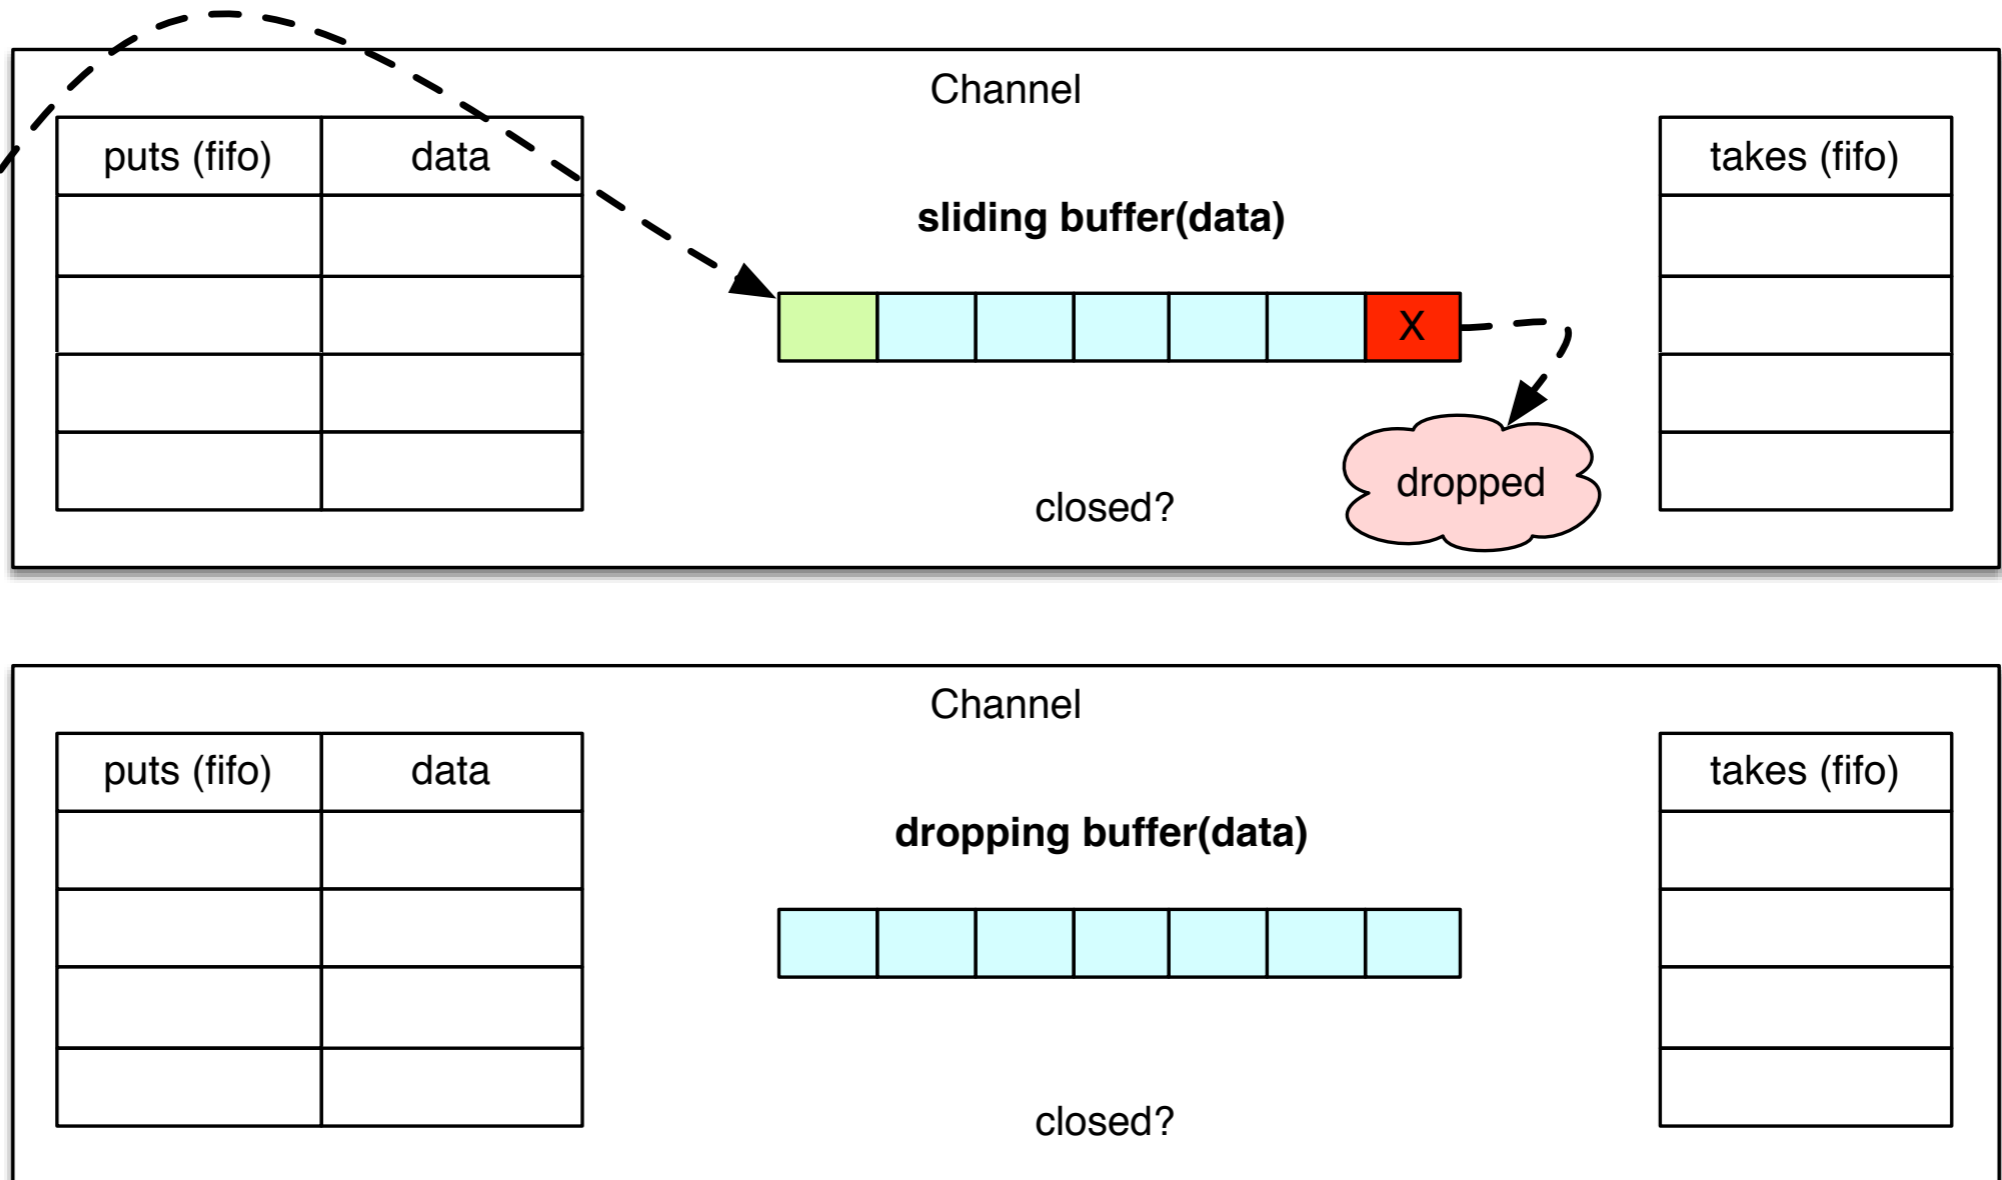 Channel
puts (fifo) data takes (fifo)
sliding buffer(data)
X
dropped
closed?
Channel
puts (fifo) data takes (fifo)
dropping buffer(data)
closed?